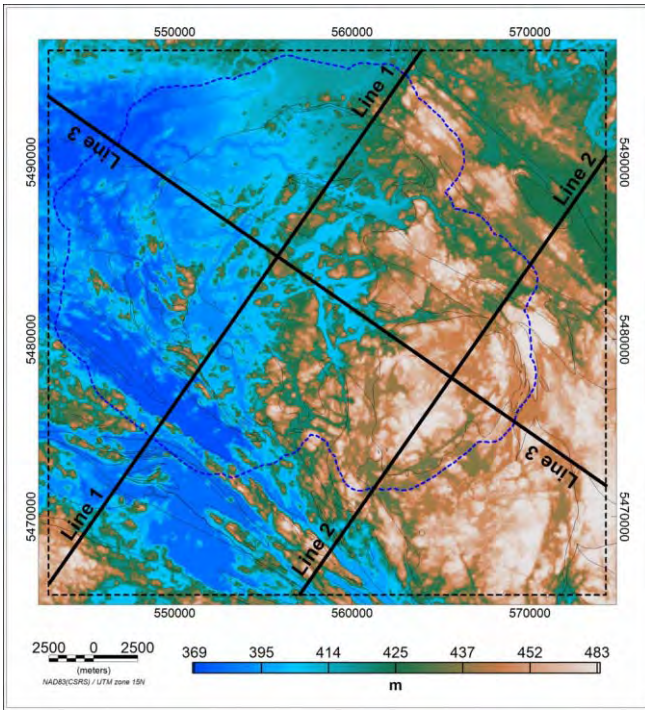 550000 560000 570000
Line 1
Line 3
Line 2
5490000 5490000
5480000 5480000
5470000 5470000
Line 1
Line 2
Line 3
550000 560000 570000
2500 0 2500
(meters)
NAD83(CSRS) / UTM zone 15N
369 395 414 425 437 452 483
m